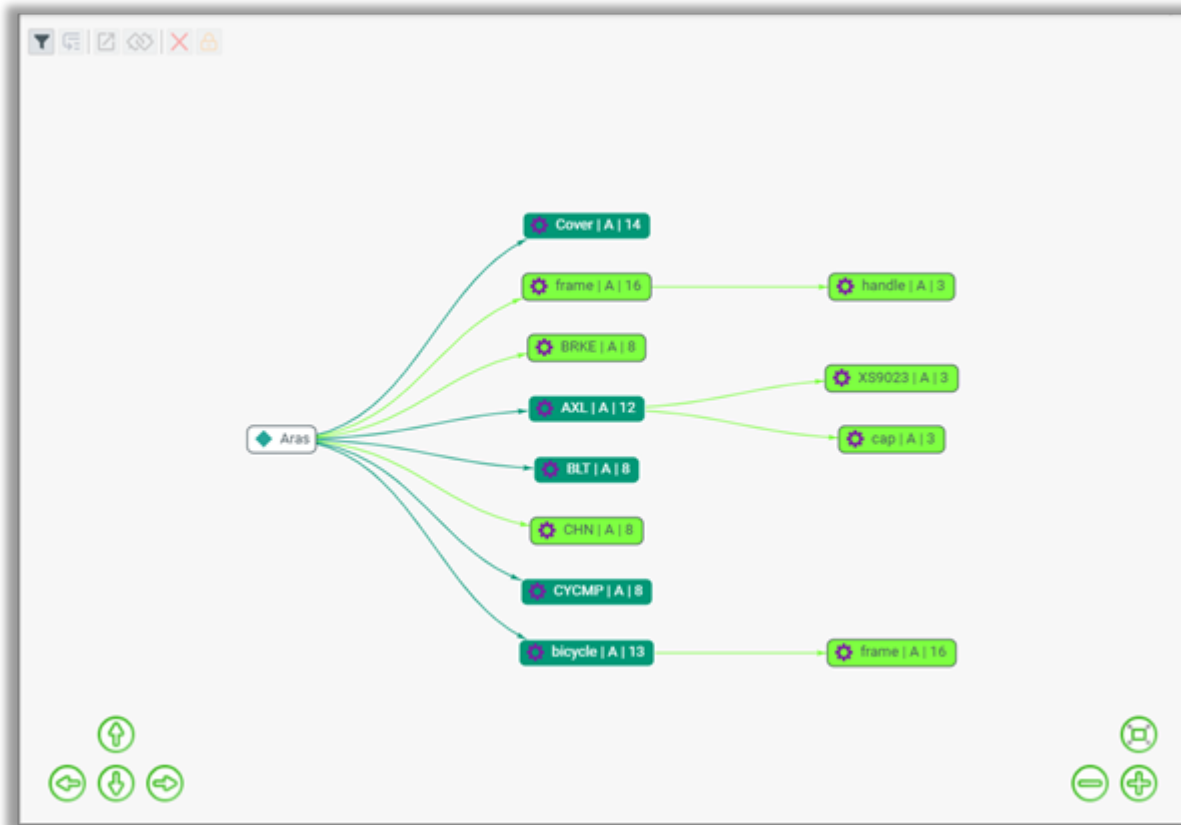 Cover | A | 14
frame | A | 16
handle | A | 3
BRKE | A | 8
XS9023 | A | 3
AXL | A | 12
Aras
cap | A | 3
BLT | A | 8
CHN | A | 8
CYCMP | A | 8
bicycle | A | 13
frame | A | 16